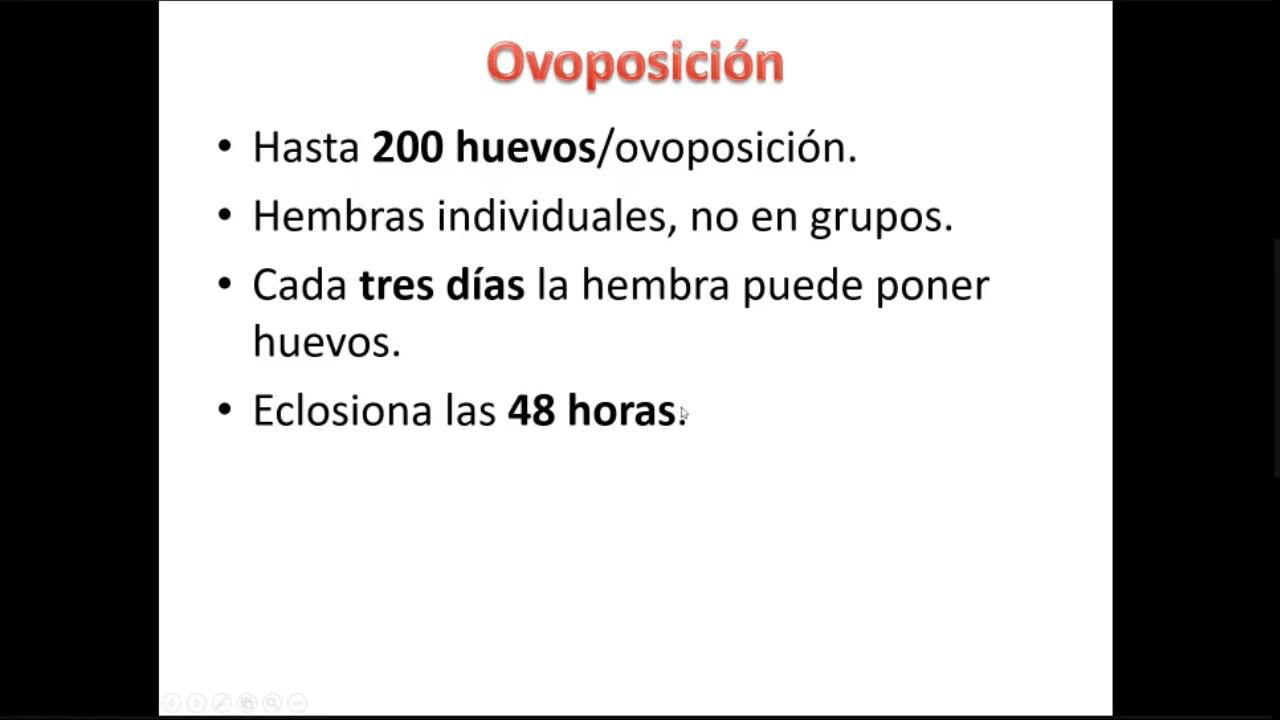 Ovoposición
• Hasta 200 huevos/ovoposición.
• Hembras individuales, no en grupos.
• Cada tres días la hembra puede poner
huevos.
• Eclosiona las 48 horas.